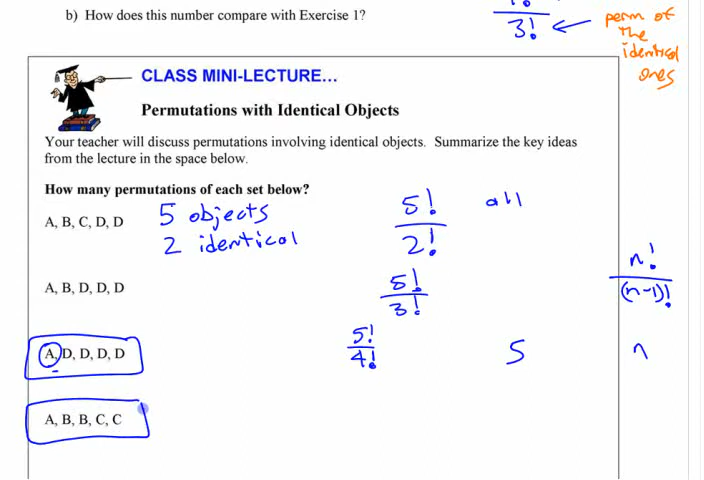 b) How does this number compare with Exercise 1?
3! ← perm of
the
identical
ones
CLASS MINI-LECTURE...
Permutations with Identical Objects
Your teacher will discuss permutations involving identical objects. Summarize the key ideas
from the lecture in the space below.
How many permutations of each set below?
A, B, C, D, D
5 objects
2 identical
5!
2!
all
A, B, D, D, D
5!
3!
n!
(n-1)!
A, D, D, D, D
5!
4!
5
n
A, B, B, C, C